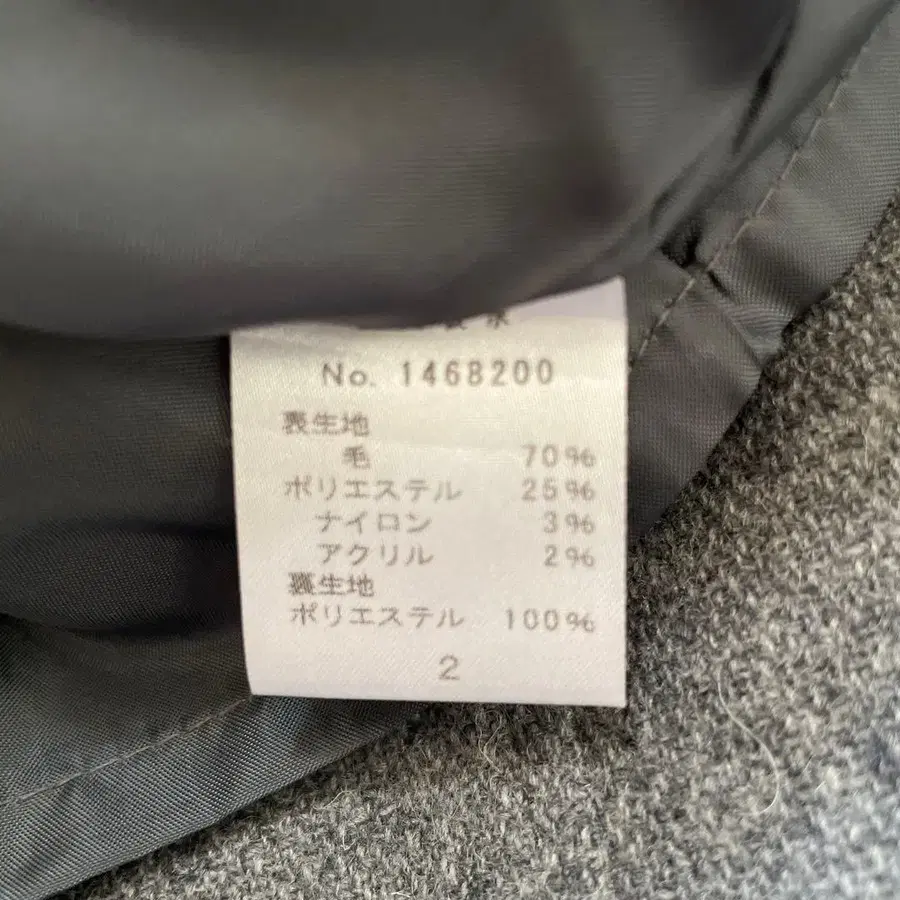 No. 1468200
表生地
毛 70%
ポリエステル 25%
ナイロン 3%
アクリル 2%
裏生地
ポリエステル 100%
2